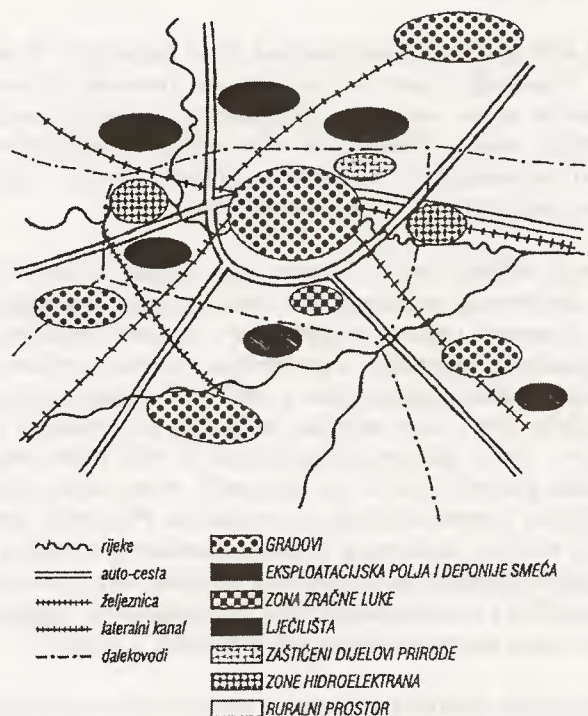 rijeke
auto-cesta
željeznica
lateralni kanal
dalekovodi
GRADOVI
EKSPLOATACIJSKA POLJA I DEPONIJE SMEĆA
ZONA ZRAČNE LUKE
LJEČILIŠTA
ZAŠTIĆENI DIJELOVI PRIRODE
ZONE HIDROELEKTRANA
RURALNI PROSTOR